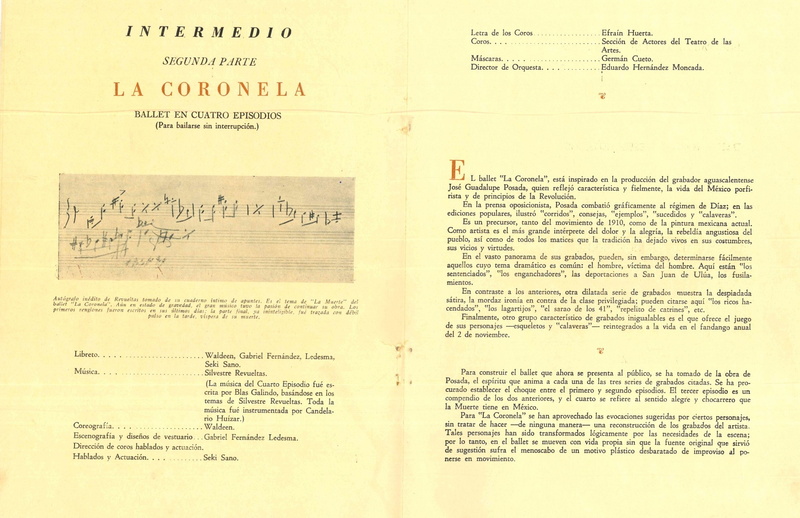 INTERMEDIO
SEGUNDA PARTE
LA CORONELA
BALLET EN CUATRO EPISODIOS
(Para bailarse sin interrupción.)
Autógrafo inédito de Revueltas tomado de su cuaderno íntimo de apuntes. Es el tema de "La Muerte" del
ballet "La Coronela". Aún en estado de gravedad, el gran músico tuvo la pasión de continuar su obra. Los
primeros renglones fueron escritos en sus últimos días; la parte final, ya ininteligible, fué trazada con débil
pulso en la tarde, víspera de su muerte.
Libreto. . . . . . . . . . . . . . . . . . . Waldeen, Gabriel Fernández, Ledesma,
Seki Sano.
Música. . . . . . . . . . . . . . . . . . . Silvestre Revueltas.
(La música del Cuarto Episodio fué es-
crita por Blas Galindo, basándose en los
temas de Silvestre Revueltas. Toda la
música fué instrumentada por Candela-
rio Huízar.)
Coreografía. . . . . . . . . . . . . . . . Waldeen.
Escenografía y diseños de vestuario . . Gabriel Fernández Ledesma.
Dirección de coros hablados y actuación.
Hablados y Actuación. . . . . . . . . . . Seki Sano.
Letra de los Coros . . . . . . . . . . . . Efraín Huerta.
Coros. . . . . . . . . . . . . . . . . . . . Sección de Actores del Teatro de las
Artes.
Máscaras. . . . . . . . . . . . . . . . . . Germán Cueto.
Director de Orquesta. . . . . . . . . . . Eduardo Hernández Moncada.
E L ballet "La Coronela", está inspirado en la producción del grabador aguascalentense
José Guadalupe Posada, quien reflejó característica y fielmente, la vida del México porfi-
rista y de principios de la Revolución.
En la prensa oposicionista, Posada combatió gráficamente al régimen de Díaz; en las
ediciones populares, ilustró "corridos", consejas, "ejemplos", "sucedidos y "calaveras".
Es un precursor, tanto del movimiento de 1910, como de la pintura mexicana actual.
Como artista es el más grande intérprete del dolor y la alegría, la rebeldía angustiosa del
pueblo, así como de todos los matices que la tradición ha dejado vivos en sus costumbres,
sus vicios y virtudes.
En el vasto panorama de sus grabados, pueden, sin embargo, determinarse fácilmente
aquellos cuyo tema dramático es común: el hombre, víctima del hombre. Aquí están "los
sentenciados", "los enganchadores", las deportaciones a San Juan de Ulúa, los fusila-
mientos.
En contraste a los anteriores, otra dilatada serie de grabados muestra la despiadada
sátira, la mordaz ironía en contra de la clase privilegiada; pueden citarse aquí "los ricos ha-
cendados", "los lagartijos", "el sarao de los 41", "repelito de catrines", etc.
Finalmente, otro grupo característico de grabados inigualables es el que ofrece el juego
de sus personajes —esqueletos y "calaveras"— reintegrados a la vida en el fandango anual
del 2 de noviembre.
Para construir el ballet que ahora se presenta al público, se ha tomado de la obra de
Posada, el espíritu que anima a cada una de las tres series de grabados citadas. Se ha pro-
curado establecer el choque entre el primero y segundo episodios. El tercer episodio es un
compendio de los dos anteriores, y el cuarto se refiere al sentido alegre y chocarrero que
la Muerte tiene en México.
Para "La Coronela" se han aprovechado las evocaciones sugeridas por ciertos personajes,
sin tratar de hacer —de ninguna manera— una reconstrucción de los grabados del artista.
Tales personajes han sido transformados lógicamente por las necesidades de la escena;
por lo tanto, en el ballet se mueven con vida propia sin que la fuente original que sirvió
de sugestión sufra el menoscabo de un motivo plástico desbaratado de improviso al po-
nerse en movimiento.